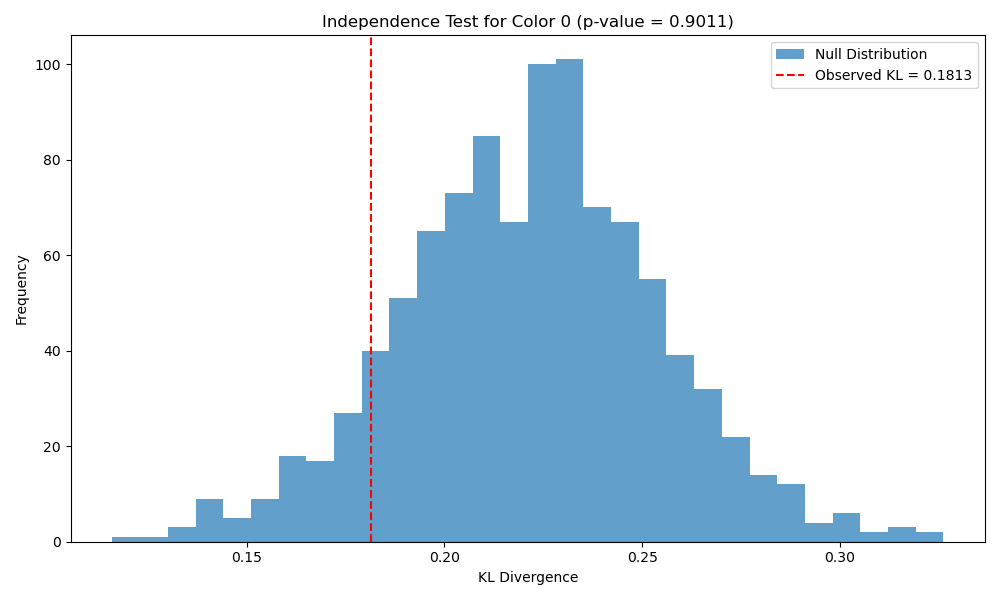 Independence Test for Color 0 (p-value = 0.9011)
Null Distribution
Observed KL = 0.1813
Frequency
100
80
60
40
20
0
0.15
0.20
0.25
0.30
KL Divergence